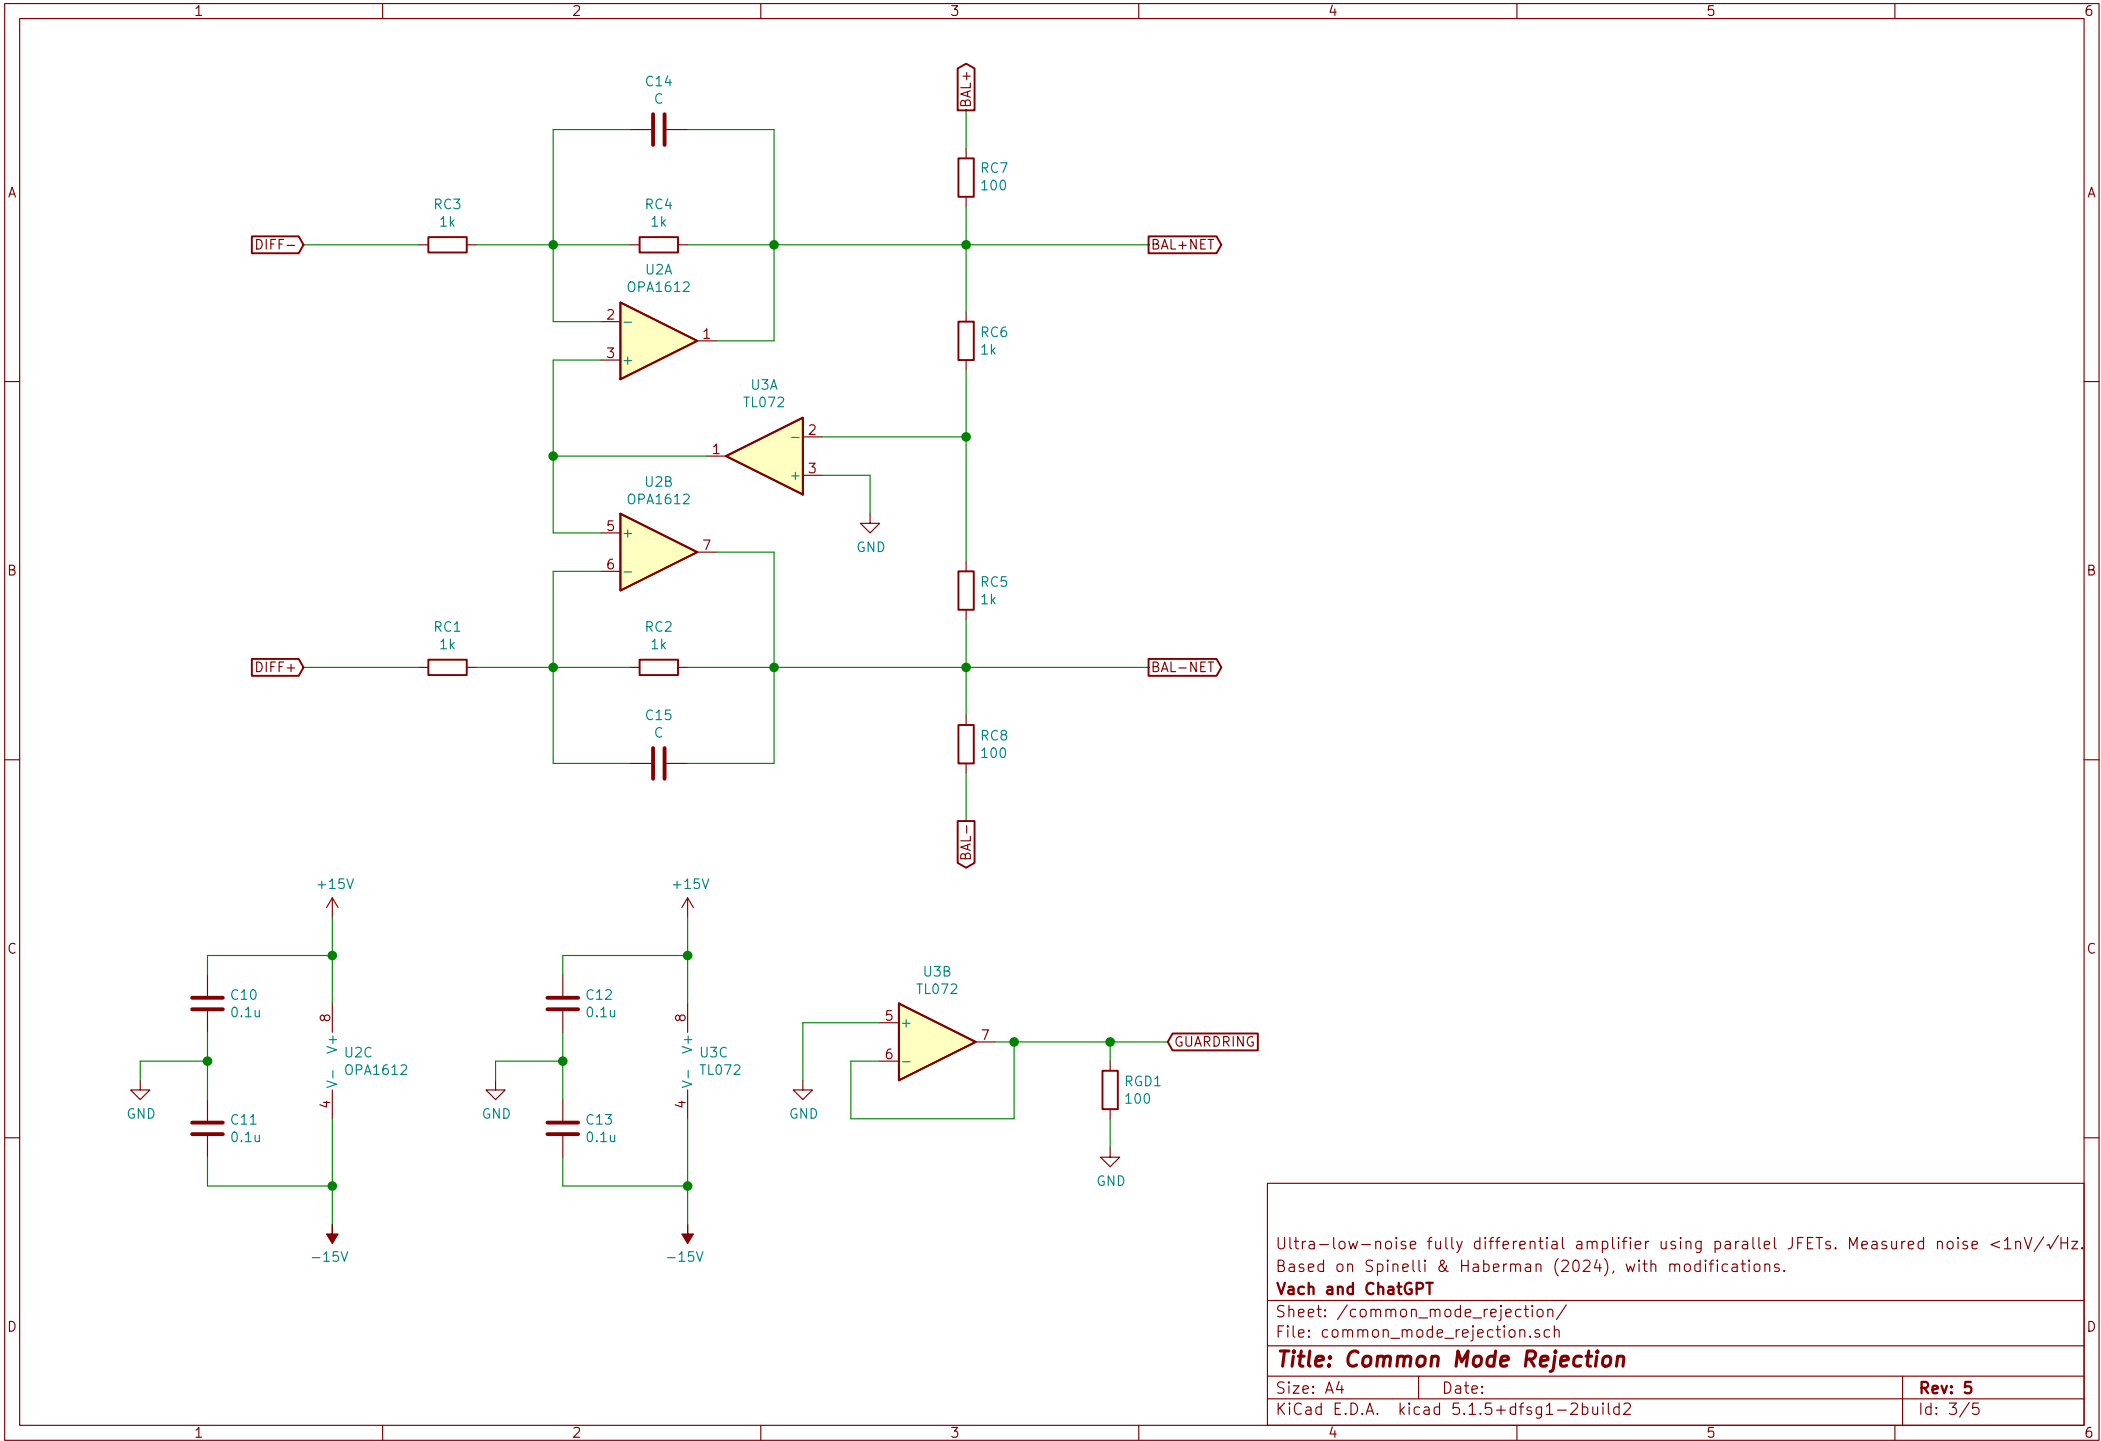 1 2 3 4 5 6
C14
C
BAL+
RC7
100
A
A
RC3
1k
RC4
1k
DIFF-
BAL+NET
U2A
OPA1612
2
-
1
3
+
RC6
1k
U3A
TL072
2
-
1
3
+
U2B
OPA1612
5
+
7
6
-
GND
B
B
RC5
1k
RC1
1k
RC2
1k
DIFF+
BAL-NET
C15
C
RC8
100
BAL-
+15V
+15V
C
C
U3B
TL072
C10
0.1u
8
V+
U2C
OPA1612
V-
4
GND
C11
0.1u
-15V
C12
0.1u
8
V+
U3C
TL072
V-
4
GND
C13
0.1u
-15V
5
+
7
6
-
GND
GUARDRING
RGD1
100
GND
Ultra-low-noise fully differential amplifier using parallel JFETs. Measured noise <1nV/√Hz.
Based on Spinelli & Haberman (2024), with modifications.
Vach and ChatGPT
Sheet: /common_mode_rejection/
File: common_mode_rejection.sch
D
D
Title: Common Mode Rejection
Size: A4 Date: Rev: 5
KiCad E.D.A. kicad 5.1.5+dfsg1-2build2 Id: 3/5
1 2 3 4 5 6